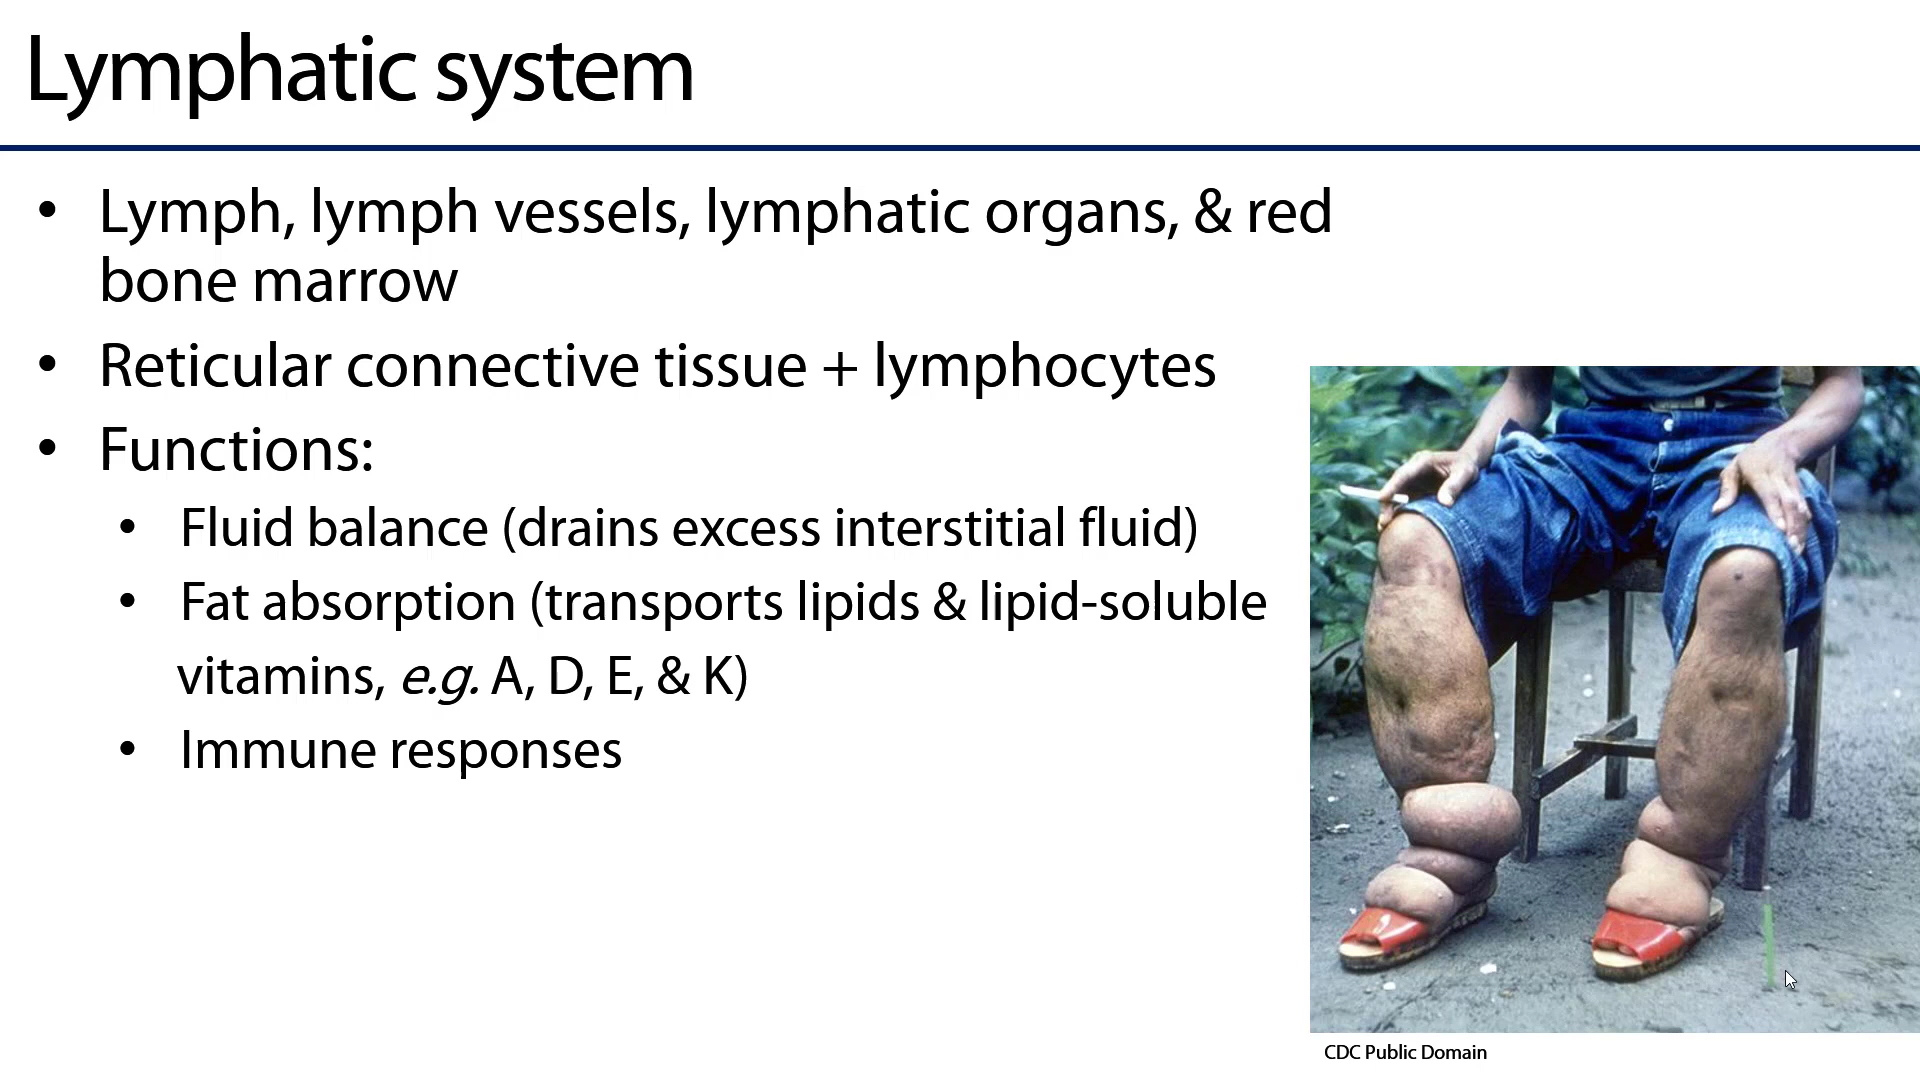 Lymphatic system
• Lymph, lymph vessels, lymphatic organs, & red
bone marrow
• Reticular connective tissue + lymphocytes
• Functions:
• Fluid balance (drains excess interstitial fluid)
• Fat absorption (transports lipids & lipid-soluble
vitamins, e.g. A, D, E, & K)
• Immune responses
CDC Public Domain